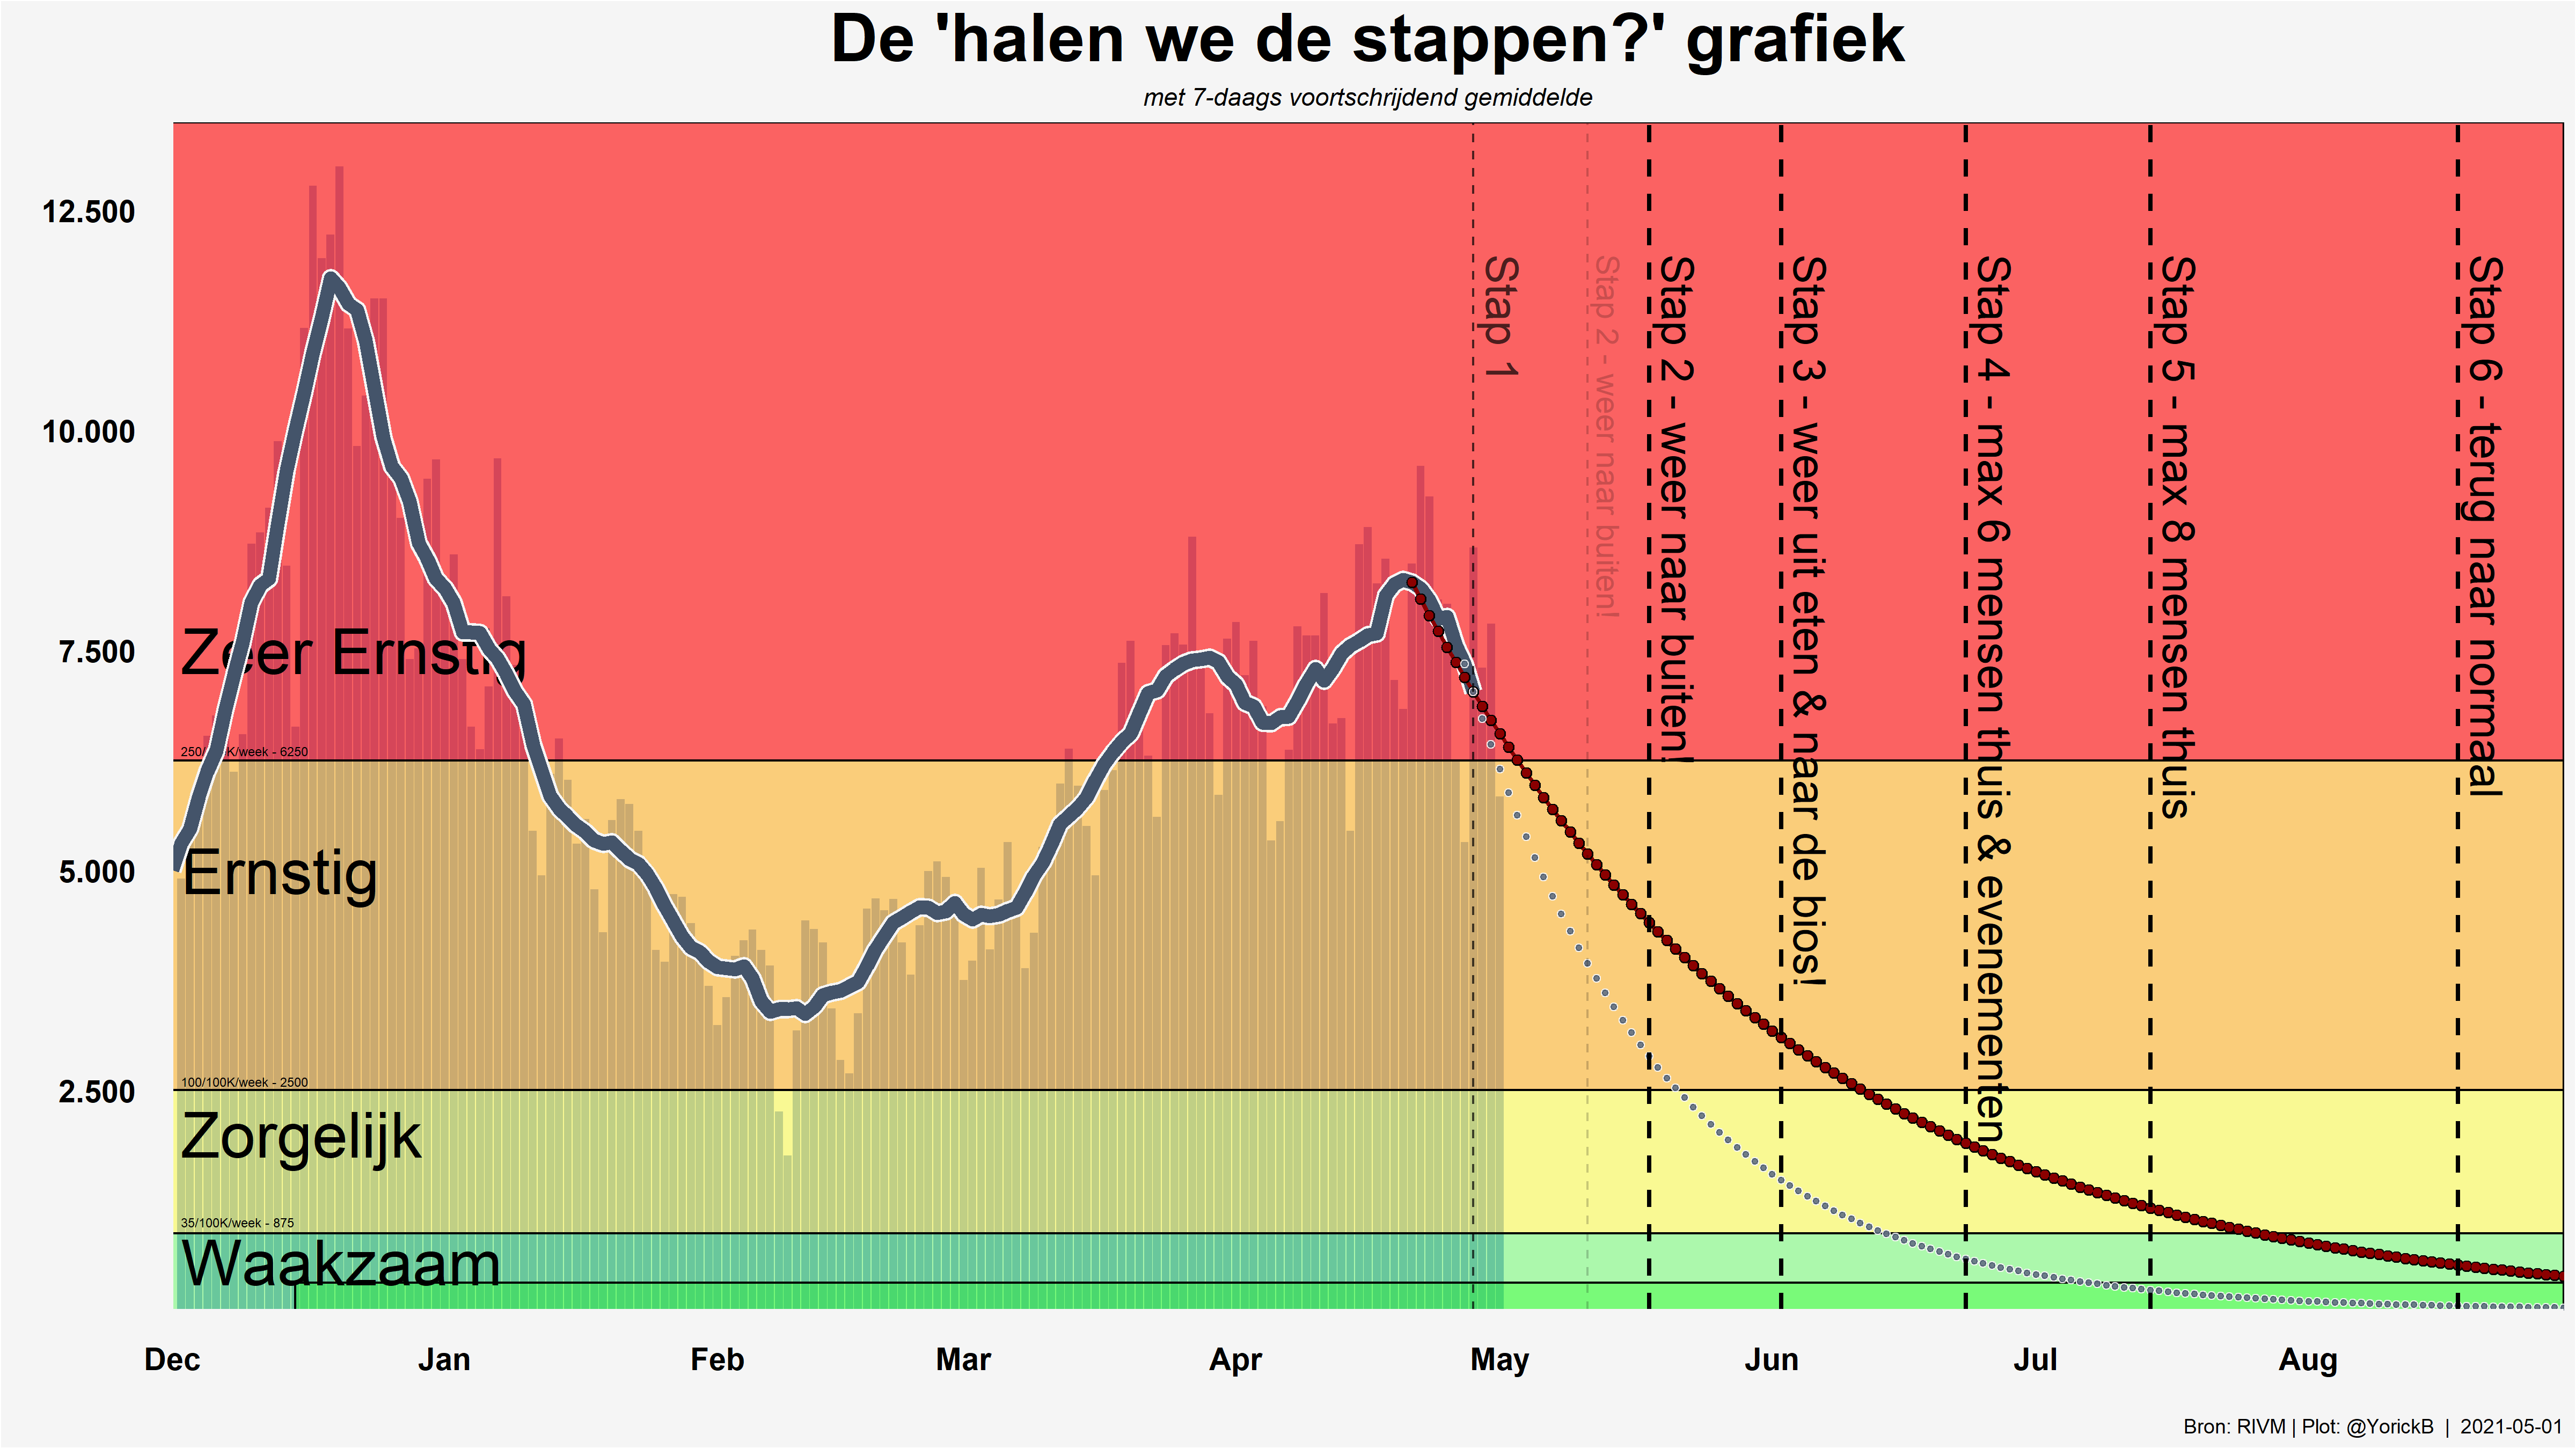 De 'halen we de stappen?' grafiek
met 7-daags voortschrijdend gemiddelde
12.500
10.000
7.500
5.000
2.500
Zeer Ernstig
250/100K/week - 6250
Ernstig
100/100K/week - 2500
Zorgelijk
35/100K/week - 875
Waakzaam
Stap 1
Stap 2 - weer naar buiten!
Stap 2 - weer naar buiten!
Stap 3 - weer uit eten & naar de bios!
Stap 4 - max 6 mensen thuis & evenementen
Stap 5 - max 8 mensen thuis
Stap 6 - terug naar normaal
Dec Jan Feb Mar Apr May Jun Jul Aug
Bron: RIVM | Plot: @YorickB | 2021-05-01